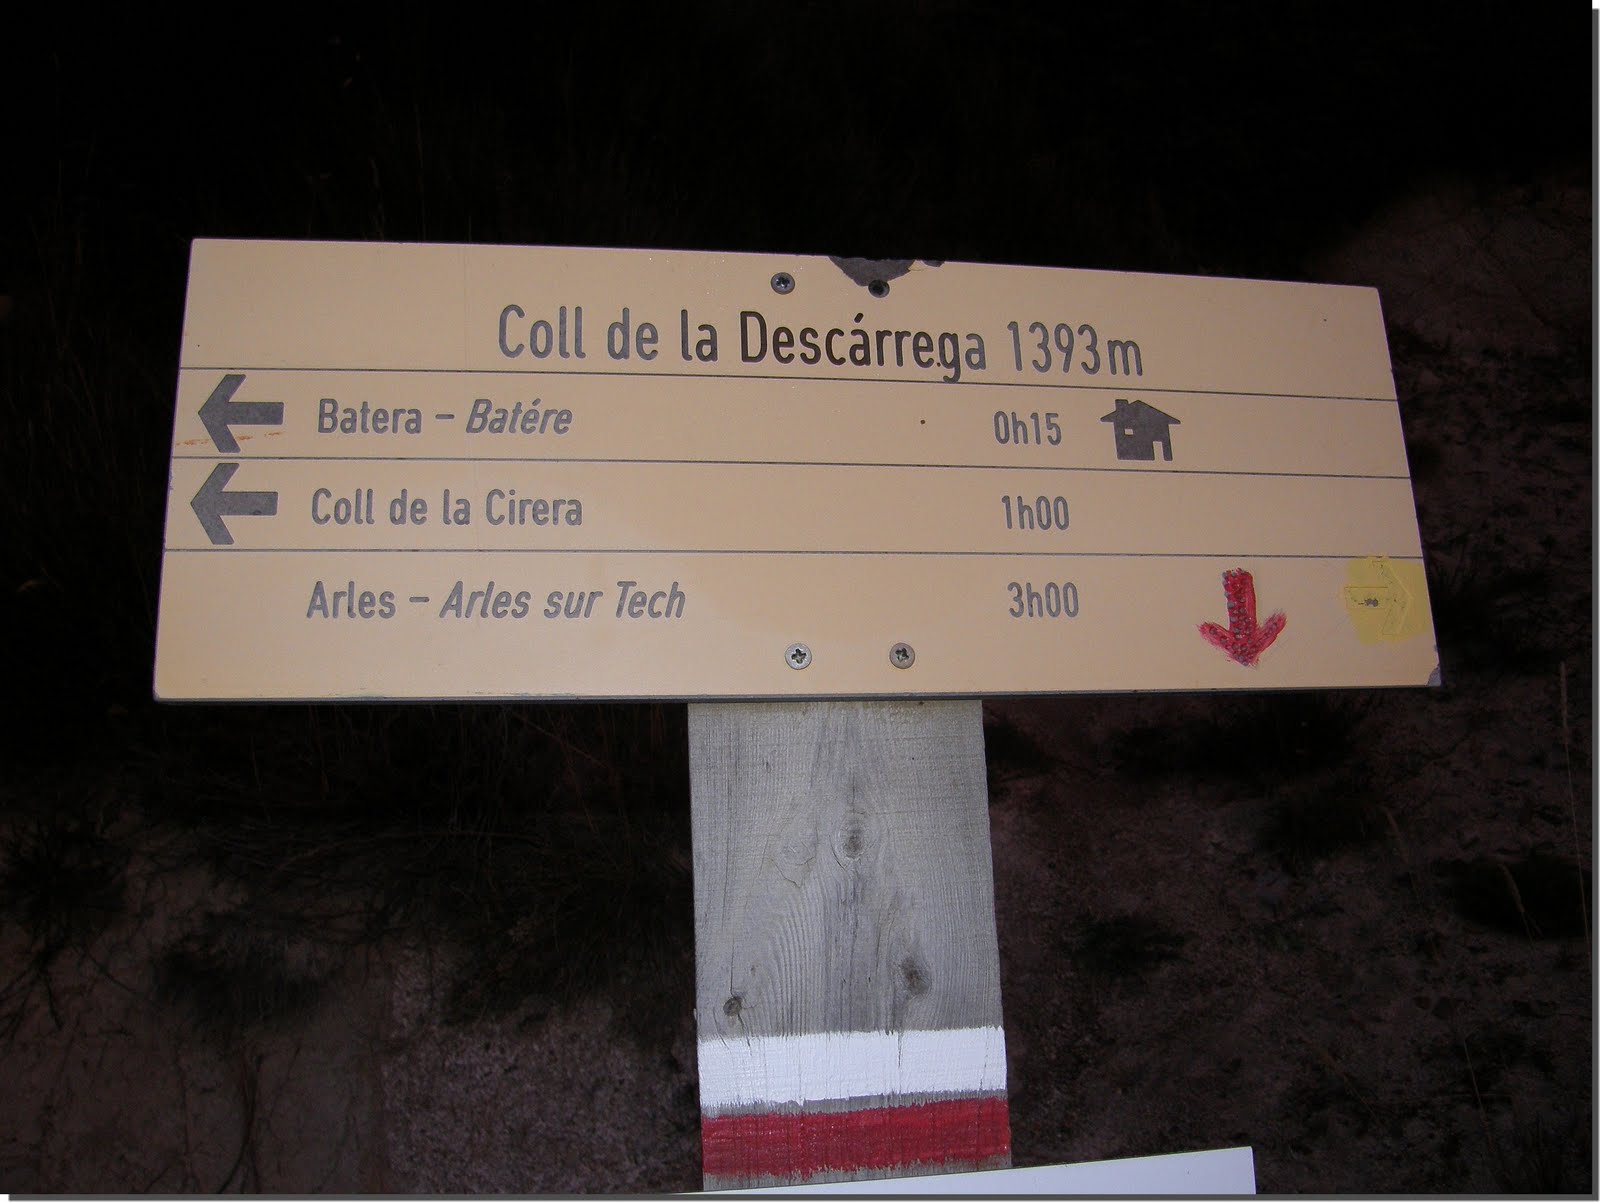 Coll de la Descárrega 1393m
Batera – Batére 0h15
Coll de la Cirera 1h00
Arles – Arles sur Tech 3h00